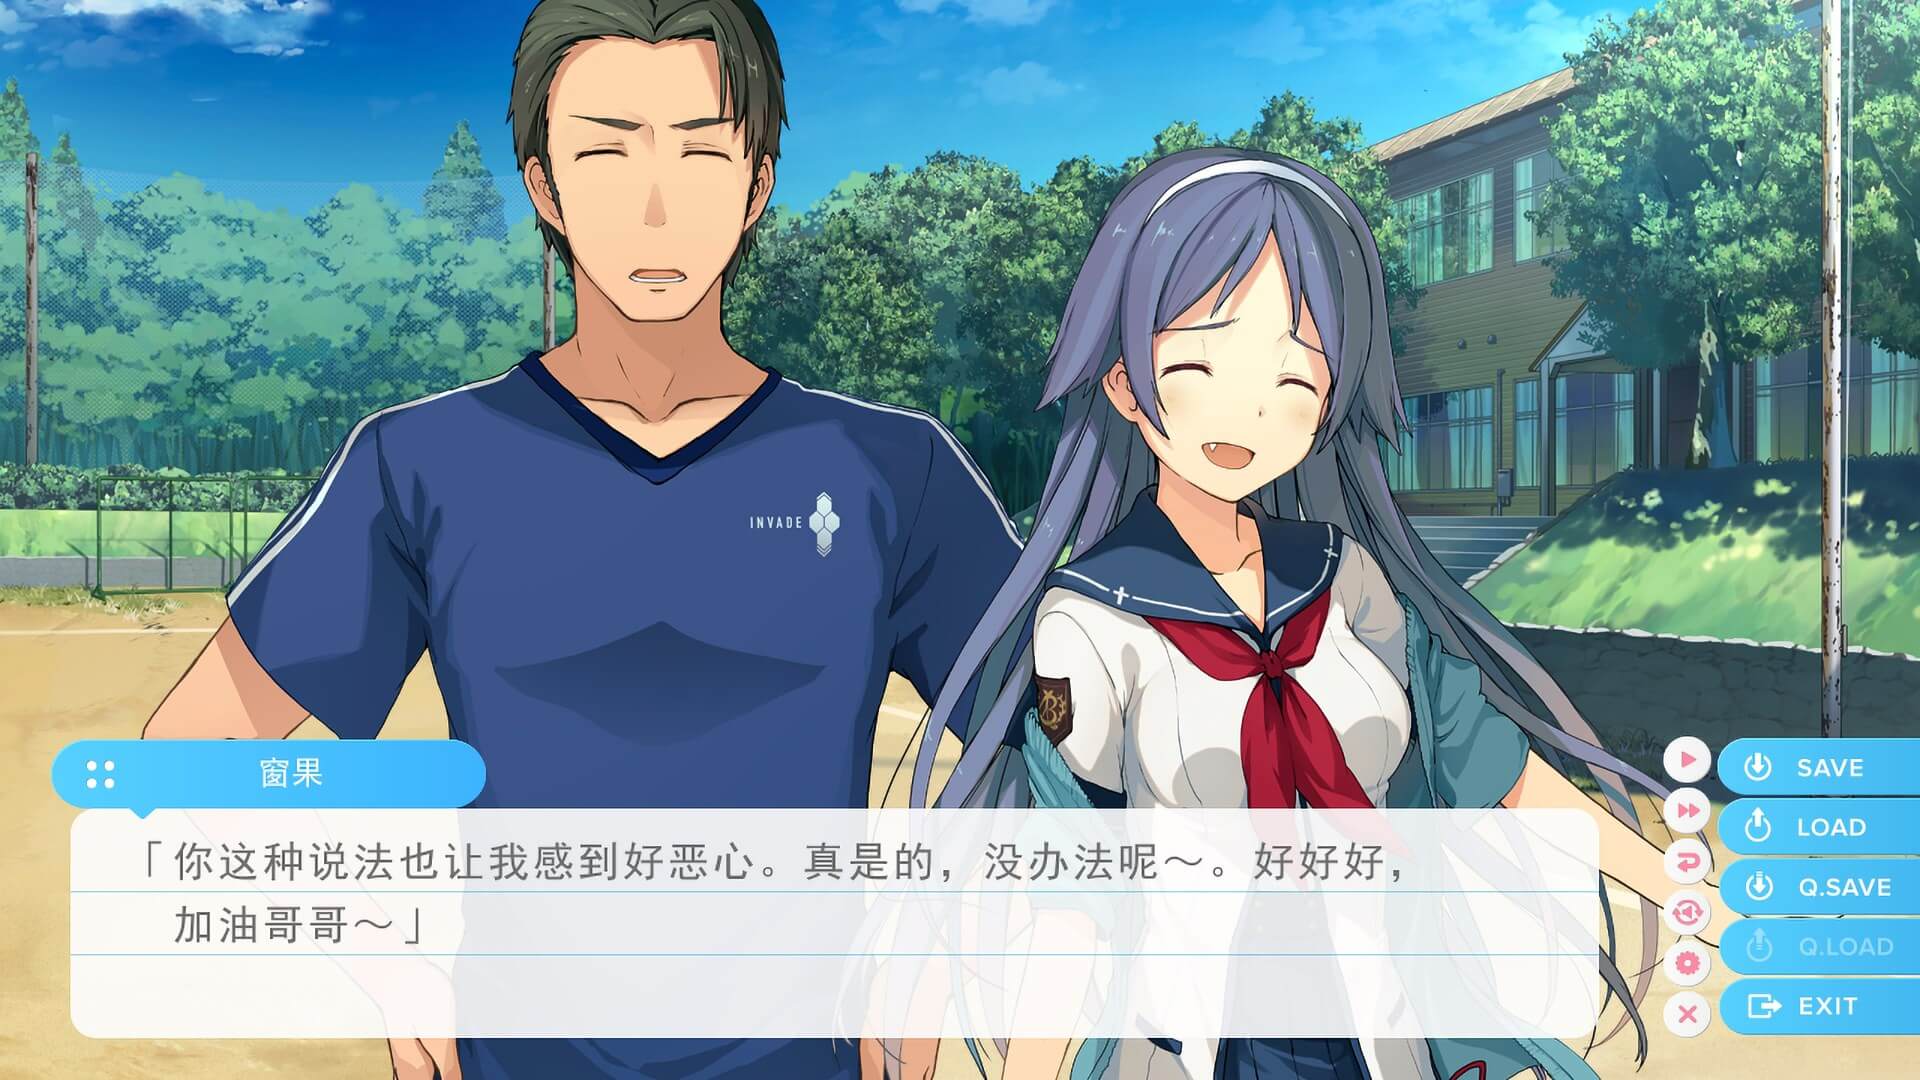 INVADE
窗果
「你这种说法也让我感到好恶心。真是的，没办法呢～。好好好，
加油哥哥～」
SAVE
LOAD
Q.SAVE
Q.LOAD
EXIT